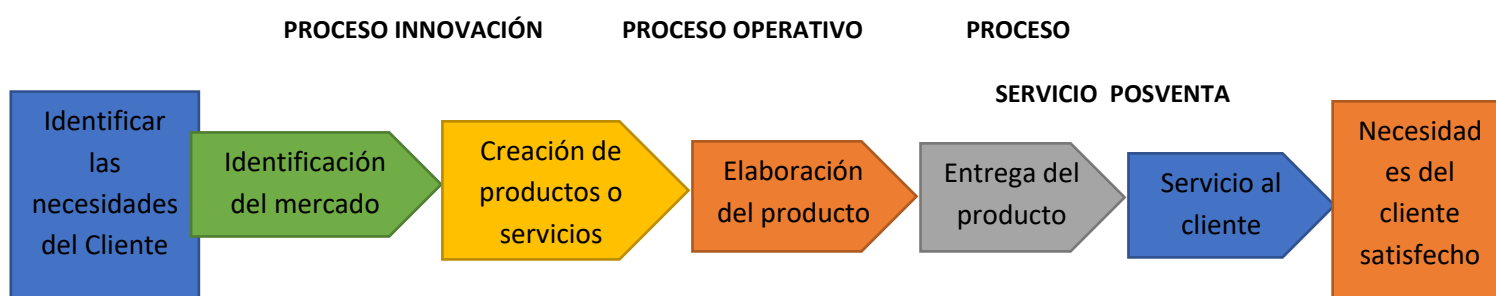 PROCESO INNOVACIÓN PROCESO OPERATIVO PROCESO
SERVICIO POSVENTA
Identificar
las
necesidades
del Cliente
Identificación
del mercado
Creación de
productos o
servicios
Elaboración
del producto
Entrega del
producto
Servicio al
cliente
Necesidad
es del
cliente
satisfecho